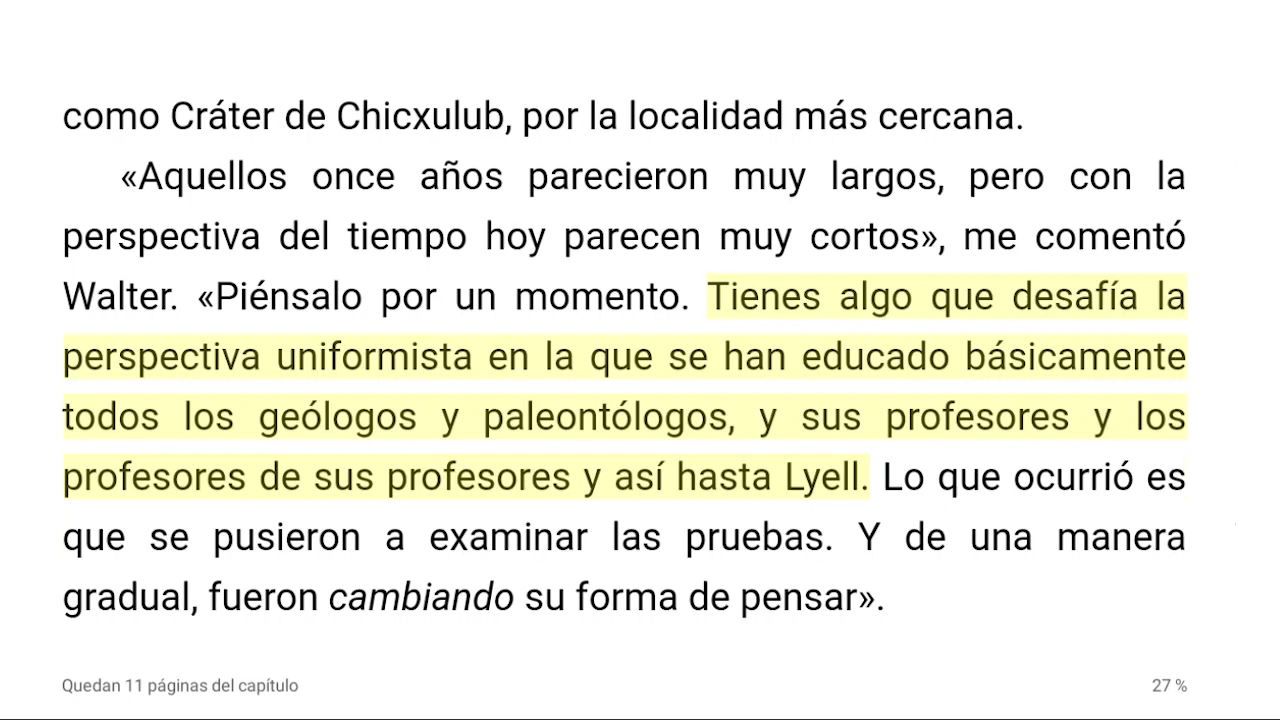 como Cráter de Chicxulub, por la localidad más cercana.
«Aquellos once años parecieron muy largos, pero con la
perspectiva del tiempo hoy parecen muy cortos», me comentó
Walter. «Piénsalo por un momento. Tienes algo que desafía la
perspectiva uniformista en la que se han educado básicamente
todos los geólogos y paleontólogos, y sus profesores y los
profesores de sus profesores y así hasta Lyell. Lo que ocurrió es
que se pusieron a examinar las pruebas. Y de una manera
gradual, fueron cambiando su forma de pensar».
Quedan 11 páginas del capítulo
27 %